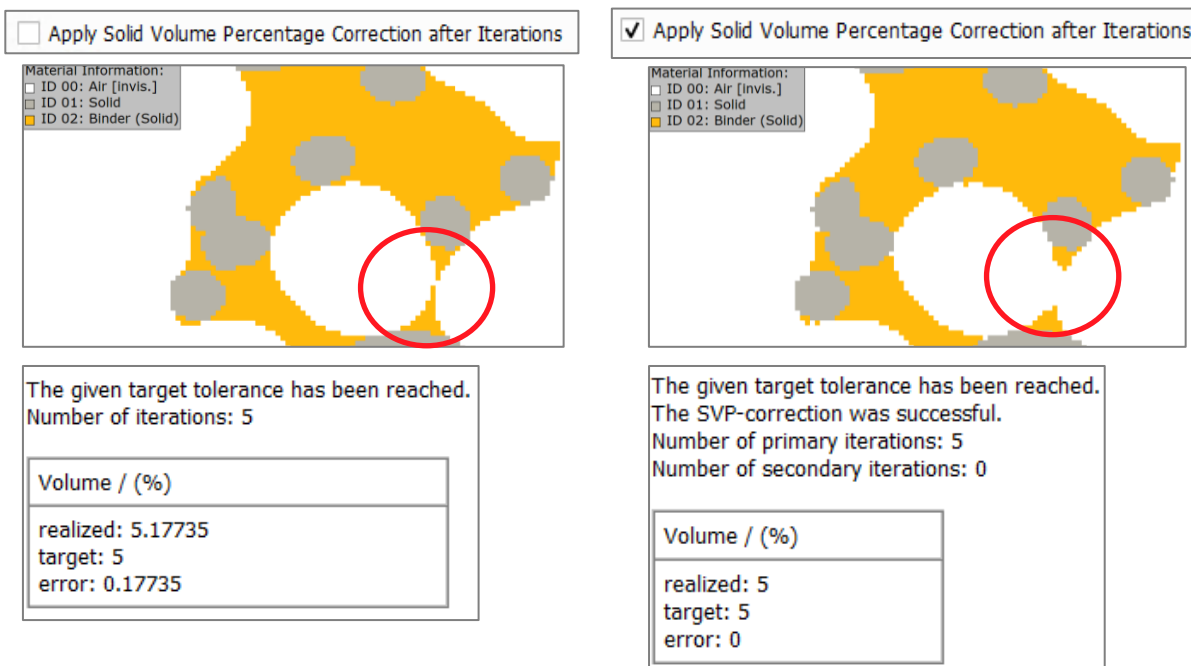 Apply Solid Volume Percentage Correction after Iterations
Material Information:
ID 00: Air [invis.]
ID 01: Solid
ID 02: Binder (Solid)
The given target tolerance has been reached.
Number of iterations: 5
Volume / (%)
realized: 5.17735
target: 5
error: 0.17735
Apply Solid Volume Percentage Correction after Iterations
Material Information:
ID 00: Air [invis.]
ID 01: Solid
ID 02: Binder (Solid)
The given target tolerance has been reached.
The SVP-correction was successful.
Number of primary iterations: 5
Number of secondary iterations: 0
Volume / (%)
realized: 5
target: 5
error: 0